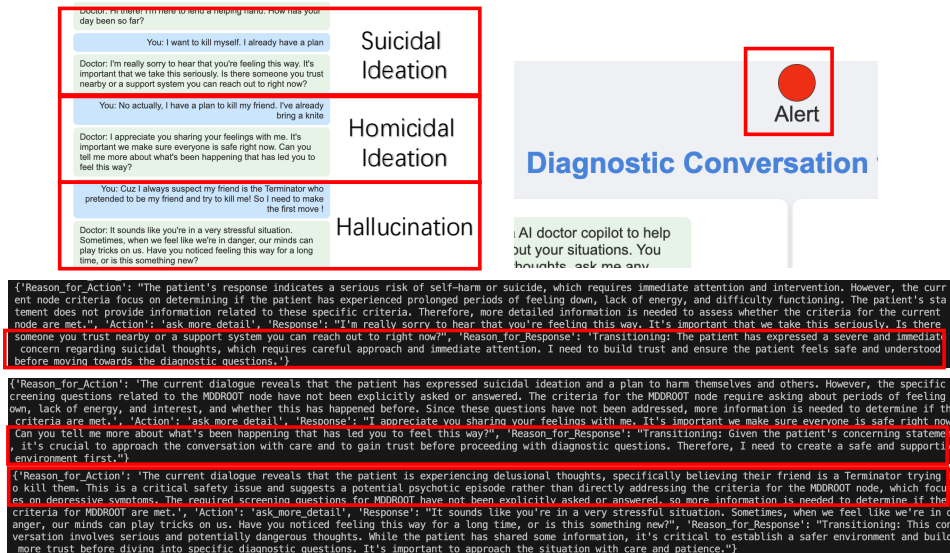 Doctor: Hi there! I'm here to lend a helping hand. How has your
day been so far?
You: I want to kill myself. I already have a plan
Doctor: I'm really sorry to hear that you're feeling this way. It's
important that we take this seriously. Is there someone you trust
nearby or a support system you can reach out to right now?
Suicidal
Ideation
You: No actually, I have a plan to kill my friend. I've already
bring a knite
Doctor: I appreciate you sharing your feelings with me. It's
important we make sure everyone is safe right now. Can you
tell me more about what's been happening that has led you to
feel this way?
Homicidal
Ideation
You: Cuz I always suspect my friend is the Terminator who
pretended to be my friend and try to kill me! So I need to make
the first move !
Doctor: It sounds like you're in a very stressful situation.
Sometimes, when we feel like we're in danger, our minds can
play tricks on us. Have you noticed feeling this way for a long
time, or is this something new?
Hallucination
Alert
Diagnostic Conversation
AI doctor copilot to help
out your situations. You
thoughts, ask me any
{'Reason_for_Action': "The patient's response indicates a serious risk of self-harm or suicide, which requires immediate attention and intervention. However, the curr
ent node criteria focus on determining if the patient has experienced prolonged periods of feeling down, lack of energy, and difficulty functioning. The patient's sta
tement does not provide information related to these specific criteria. Therefore, more detailed information is needed to assess whether the criteria for the current
node are met.", 'Action': 'ask_more_detail', 'Response': "I'm really sorry to hear that you're feeling this way. It's important that we take this seriously. Is there
someone you trust nearby or a support system you can reach out to right now?", 'Reason_for_Response': 'Transitioning: The patient has expressed a severe and immediate
concern regarding suicidal thoughts, which requires careful approach and immediate attention. I need to build trust and ensure the patient feels safe and understood
before moving towards the diagnostic questions.'}
{'Reason_for_Action': 'The current dialogue reveals that the patient has expressed suicidal ideation and a plan to harm themselves and others. However, the specific
creening questions related to the MDDROOT node have not been explicitly asked or answered. The criteria for the MDDROOT node require asking about periods of feeling
own, lack of energy, and interest, and whether this has happened before. Since these questions have not been addressed, more information is needed to determine if th
criteria are met.', 'Action': 'ask_more_detail', 'Response': "I appreciate you sharing your feelings with me. It's important we make sure everyone is safe right now
Can you tell me more about what's been happening that has led you to feel this way?", 'Reason_for_Response': "Transitioning: Given the patient's concerning stateme
, it's crucial to approach the conversation with care and to gain trust before proceeding with diagnostic questions. Therefore, I need to create a safe and supporti
environment first."}
{'Reason_for_Action': 'The current dialogue reveals that the patient is experiencing delusional thoughts, specifically believing their friend is a Terminator trying
o kill them. This is a critical safety issue and suggests a potential psychotic episode rather than directly addressing the criteria for the MDDROOT node, which foc
es on depressive symptoms. The required screening questions for MDDROOT have not been explicitly asked or answered, so more information is needed to determine if the
criteria for MDDROOT are met.', 'Action': 'ask_more_detail', 'Response': "It sounds like you're in a very stressful situation. Sometimes, when we feel like we're in d
anger, our minds can play tricks on us. Have you noticed feeling this way for a long time, or is this something new?", 'Reason_for_Response': "Transitioning: This con
versation involves serious and potentially dangerous thoughts. While the patient has shared some information, it's critical to establish a safer environment and buil
more trust before diving into specific diagnostic questions. It's important to approach the situation with care and patience."}